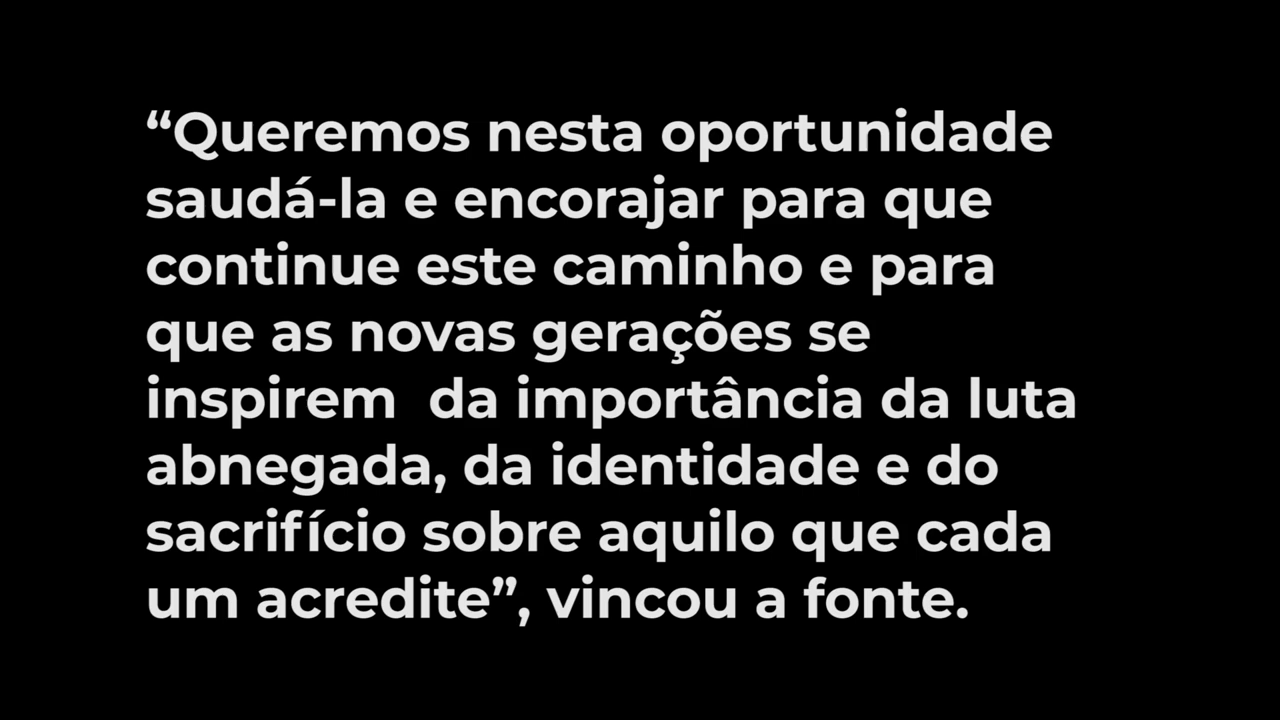 “Queremos nesta oportunidade
saudá-la e encorajar para que
continue este caminho e para
que as novas gerações se
inspirem  da importância da luta
abnegada, da identidade e do
sacrifício sobre aquilo que cada
um acredite”, vincou a fonte.